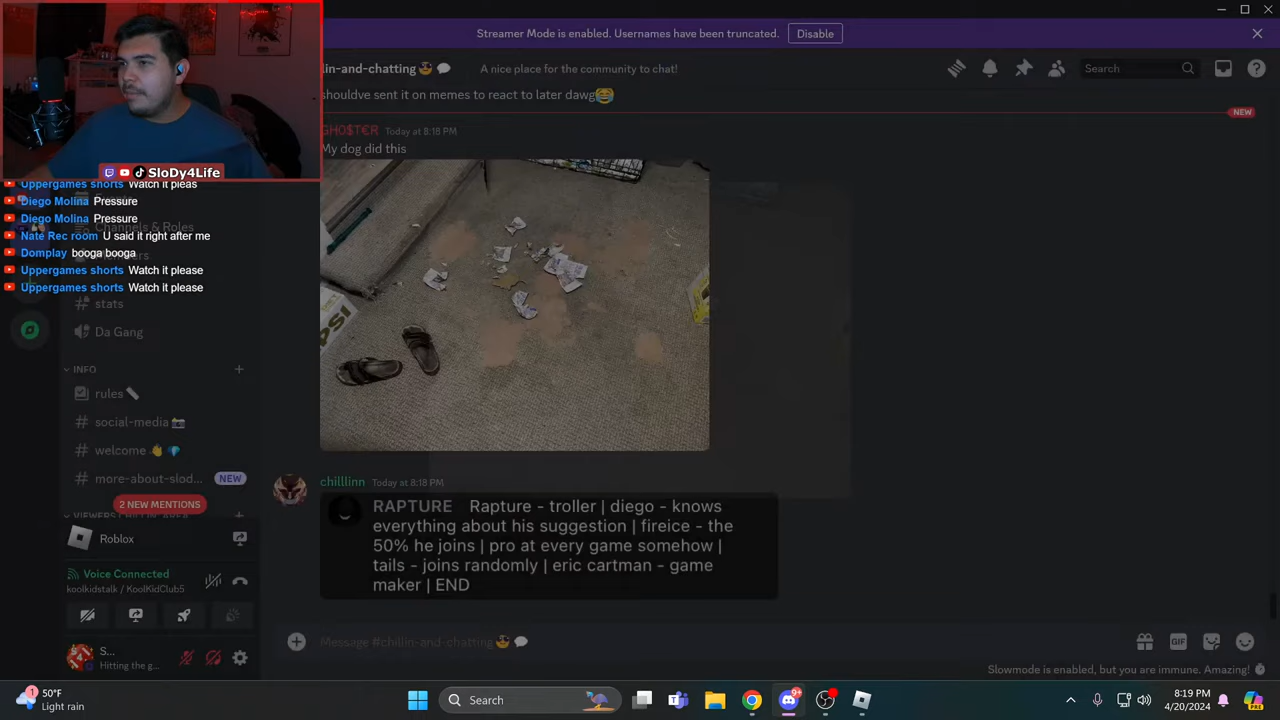 Streamer Mode is enabled. Usernames have been truncated. Disable
lin-and-chatting A nice place for the community to chat! Search
shouldve sent it on memes to react to later dawg
NEW
GHO$T€R Today at 8:18 PM
My dog did this
SloDy4Life
Uppergames shorts Watch it pleas
Diego Molina Pressure
Diego Molina Pressure
Nate Rec room U said it right after me
Domplay booga booga
Uppergames shorts Watch it please
Uppergames shorts Watch it please
Channels & Roles
stats
Da Gang
INFO
rules
social-media
welcome
more-about-slod... NEW
2 NEW MENTIONS
Roblox
Voice Connected
koolkidstalk / KoolKidClub5
S...
Hitting the g...
chilllinn Today at 8:18 PM
RAPTURE Rapture - troller | diego - knows
everything about his suggestion | fireice - the
50% he joins | pro at every game somehow |
tails - joins randomly | eric cartman - game
maker | END
Message #chillin-and-chatting
GIF
Slowmode is enabled, but you are immune. Amazing!
1
50°F
Light rain
Search
9+
8:19 PM
4/20/2024